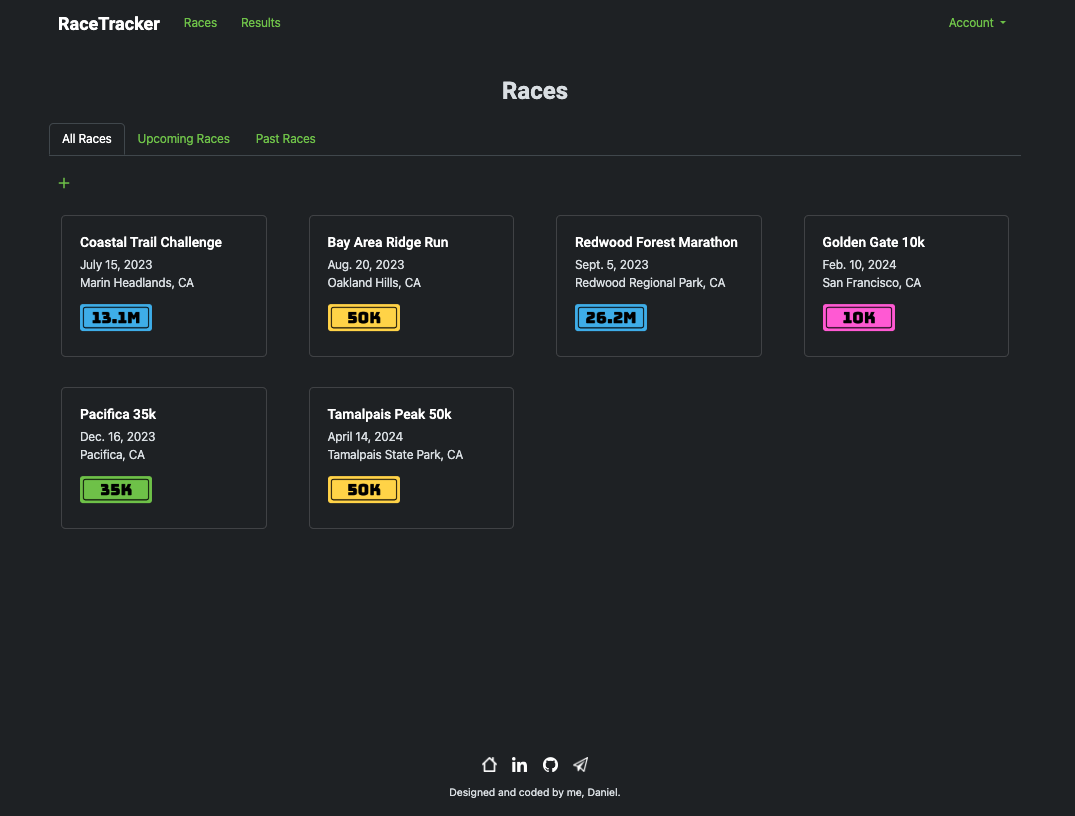 RaceTracker Races Results Account
Races
All Races Upcoming Races Past Races
+
Coastal Trail Challenge
July 15, 2023
Marin Headlands, CA
13.1M
Bay Area Ridge Run
Aug. 20, 2023
Oakland Hills, CA
50K
Redwood Forest Marathon
Sept. 5, 2023
Redwood Regional Park, CA
26.2M
Golden Gate 10k
Feb. 10, 2024
San Francisco, CA
10K
Pacifica 35k
Dec. 16, 2023
Pacifica, CA
35K
Tamalpais Peak 50k
April 14, 2024
Tamalpais State Park, CA
50K
in
Designed and coded by me, Daniel.